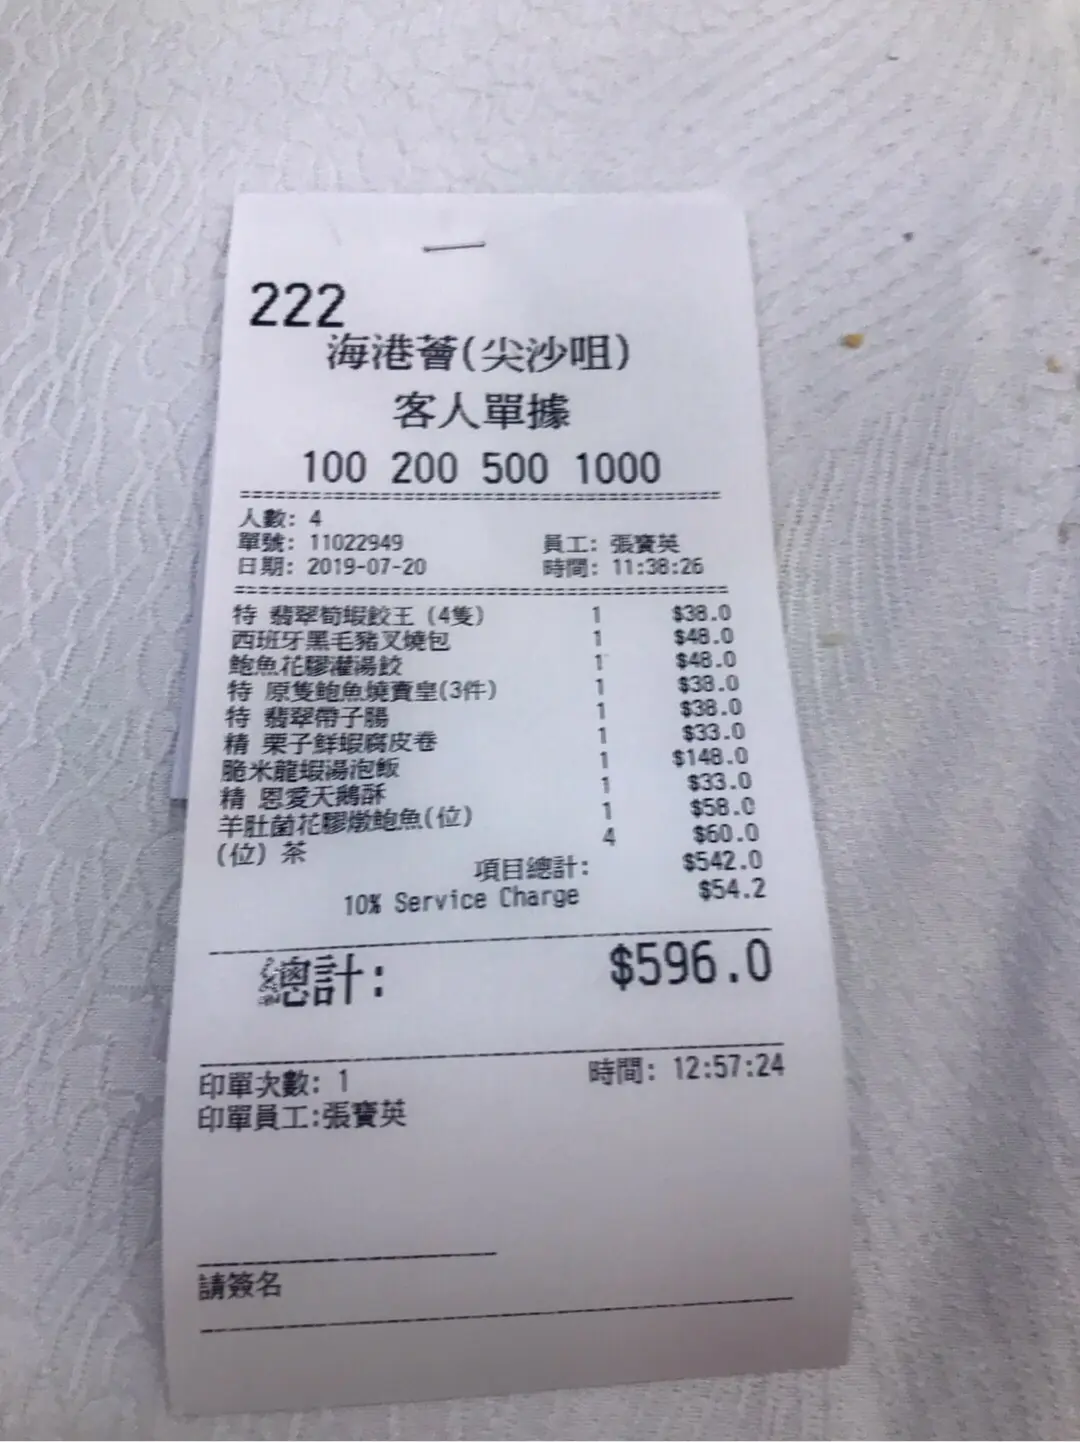 222
海港薈(尖沙咀)
客人單據
100 200 500 1000
人數: 4
單號: 11022949 員工: 張寶英
日期: 2019-07-20 時間: 11:38:26
特 翡翠筍蝦餃王 (4隻) 1 $38.0
西班牙黑毛豬叉燒包 1 $48.0
鮑魚花膠灌湯餃 1 $48.0
特 原隻鮑魚燒賣皇(3件) 1 $38.0
特 翡翠帶子腸 1 $38.0
精 栗子鮮蝦腐皮卷 1 $33.0
脆米龍蝦湯泡飯 1 $148.0
精 恩愛天鵝酥 1 $33.0
羊肚菌花膠燉鮑魚(位) 1 $58.0
(位) 茶 4 $60.0
項目總計: $542.0
10% Service Charge $54.2
總計: $596.0
印單次數: 1 時間: 12:57:24
印單員工:張寶英
請簽名